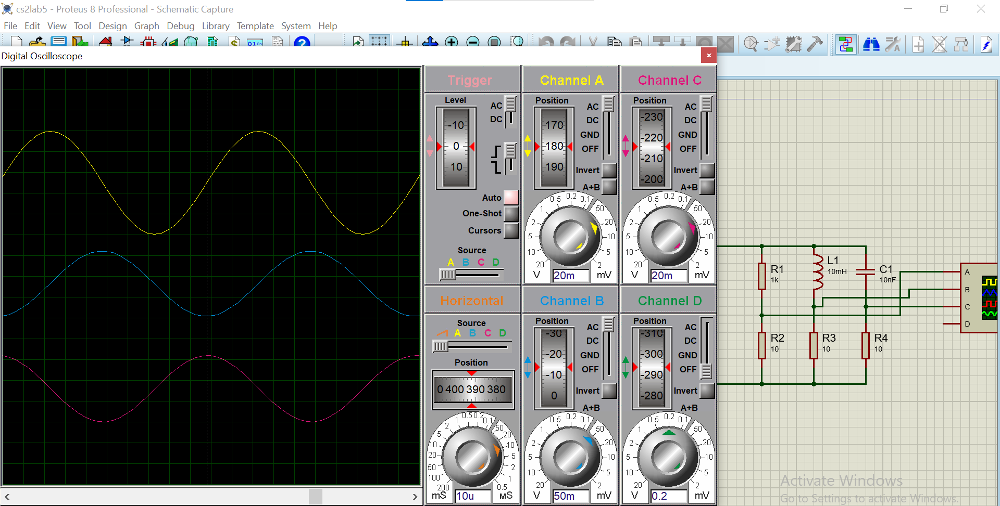 cs2lab5 - Proteus 8 Professional - Schematic Capture
File Edit View Tool Design Graph Debug Library Template System Help
Digital Oscilloscope
Trigger
Level
AC
DC
-10
0
10
Auto
One-Shot
Cursors
Source
A B C D
Channel A
Position
AC
DC
GND
OFF
170
180
190
Invert
A+B
20 10 5 2 1 0.5 0.2 0.1 50 20 10 5 2
V 20m mV
Channel C
Position
AC
DC
GND
OFF
-230
-220
-210
-200
Invert
A+B
20 10 5 2 1 0.5 0.2 0.1 50 20 10 5 2
V 20m mV
Horizontal
Source
A B C D
Position
0 400 390 380
200 100 50 20 10 5 2 1 0.5 0.2 0.1 50 20 10 5 2 1 0.5
mS 10u µS
Channel B
Position
AC
DC
GND
OFF
-30
-20
-10
0
Invert
A+B
20 10 5 2 1 0.5 0.2 0.1 50 20 10 5 2
V 50m mV
Channel D
Position
AC
DC
GND
OFF
-310
-300
-290
-280
Invert
A+B
20 10 5 2 1 0.5 0.2 0.1 50 20 10 5 2
V 0.2 mV
R1
1k
L1
10mH
C1
10nF
R2
10
R3
10
R4
10
A
B
C
D
Activate Windows
Go to Settings to activate Windows.